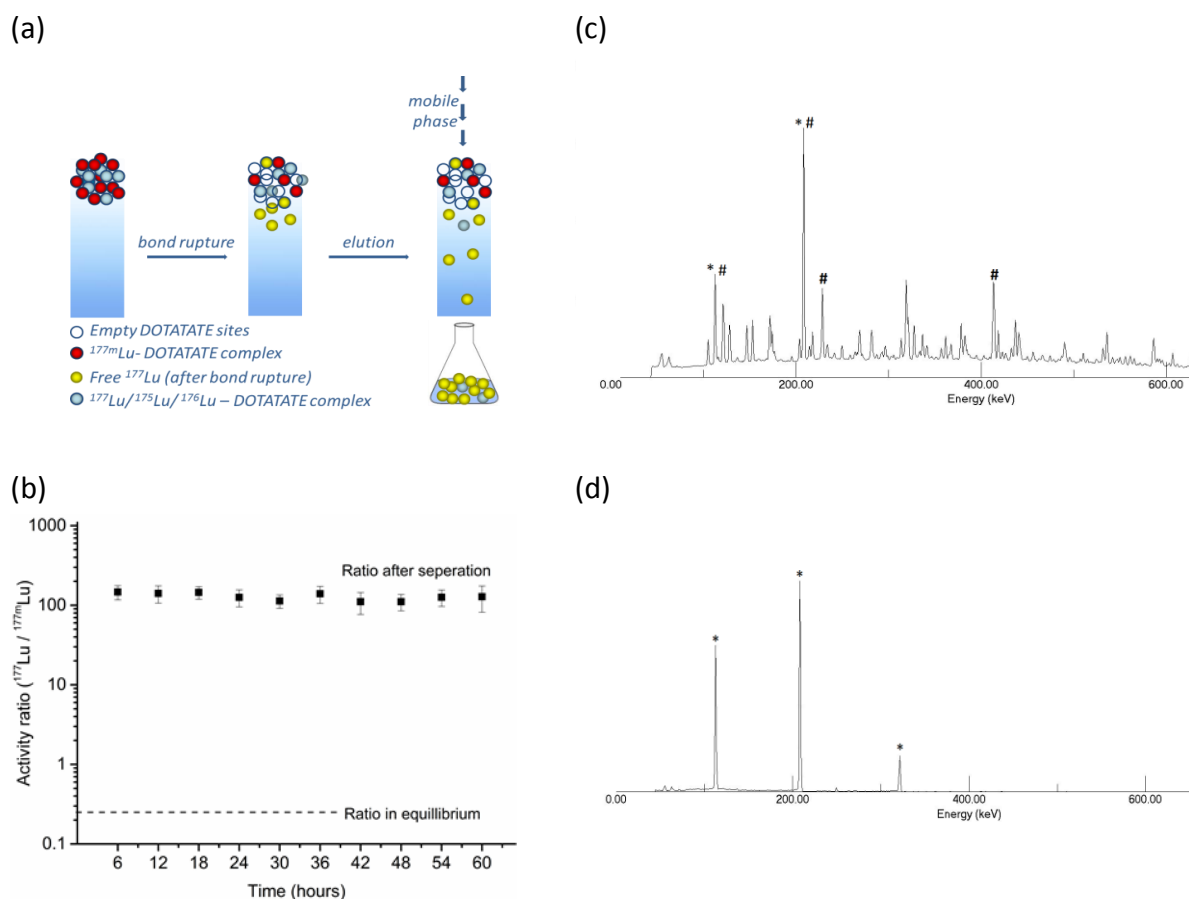 (a)
mobile
phase
bond rupture
elution
Empty DOTATATE sites
¹⁷⁷ᵐLu- DOTATATE complex
Free ¹⁷⁷Lu (after bond rupture)
¹⁷⁷Lu/¹⁷⁵Lu/¹⁷⁶Lu – DOTATATE complex
(b)
Activity ratio (¹⁷⁷Lu / ¹⁷⁷ᵐLu)
1000
100
10
1
0.1
Ratio after seperation
Ratio in equillibrium
6 12 18 24 30 36 42 48 54 60
Time (hours)
(c)
* #
* #
#
#
0.00 200.00 400.00 600.00
Energy (keV)
(d)
*
*
*
0.00 200.00 400.00 600.00
Energy (keV)